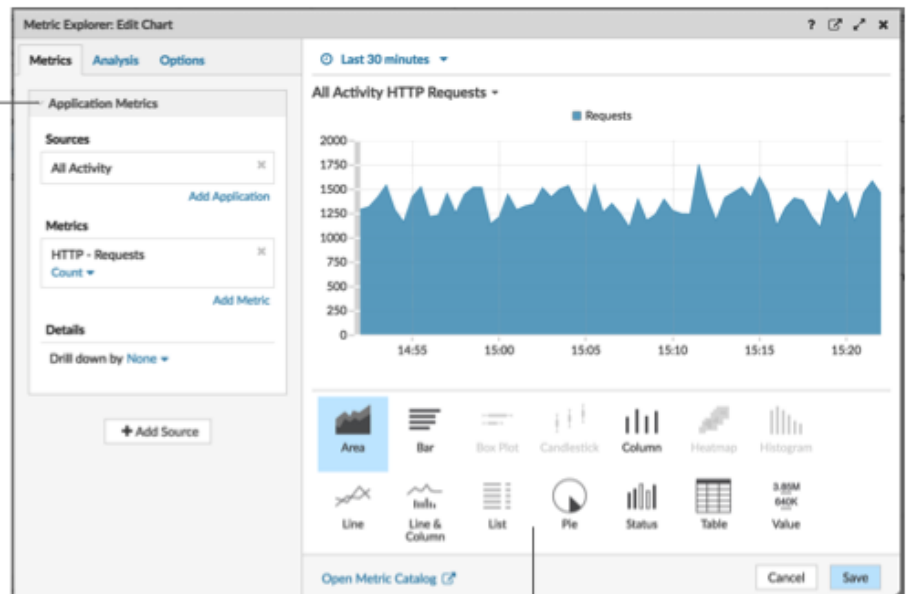 Metric Explorer: Edit Chart ?
Metrics Analysis Options
Application Metrics
Sources
All Activity
Add Application
Metrics
HTTP - Requests
Count
Add Metric
Details
Drill down by None
+ Add Source
Last 30 minutes
All Activity HTTP Requests
Requests
2000
1750
1500
1250
1000
750
500
250
0
14:55 15:00 15:05 15:10 15:15 15:20
Area Bar Box Plot Candlestick Column Heatmap Histogram
3.85M
640K
Line Line & Column List Pie Status Table Value
Open Metric Catalog
Cancel Save